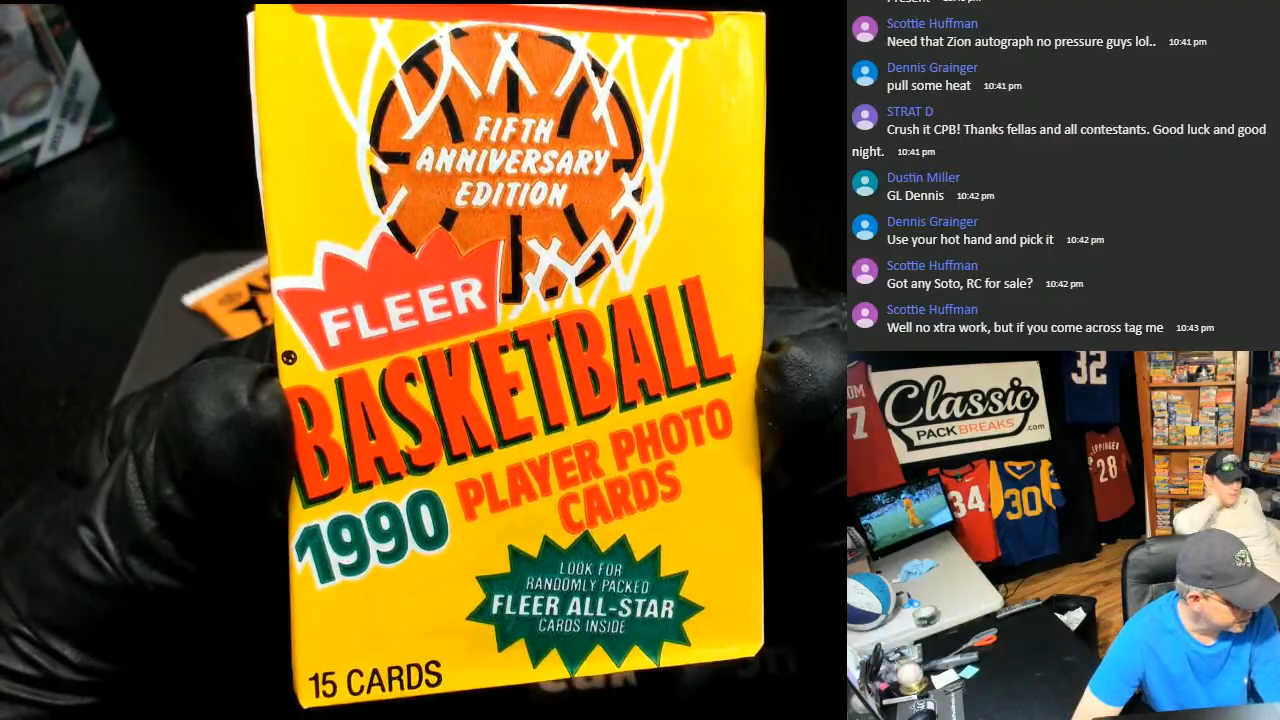 FIFTH
ANNIVERSARY
EDITION
FLEER
BASKETBALL
1990 PLAYER PHOTO
CARDS
LOOK FOR
RANDOMLY PACKED
FLEER ALL-STAR
CARDS INSIDE
15 CARDS
Scottie Huffman
Need that Zion autograph no pressure guys lol.. 10:41 pm
Dennis Grainger
pull some heat 10:41 pm
STRAT D
Crush it CPB! Thanks fellas and all contestants. Good luck and good
night. 10:41 pm
Dustin Miller
GL Dennis 10:42 pm
Dennis Grainger
Use your hot hand and pick it 10:42 pm
Scottie Huffman
Got any Soto, RC for sale? 10:42 pm
Scottie Huffman
Well no xtra work, but if you come across tag me 10:43 pm
Classic
PACK BREAKS.com
32
7
34
30
28